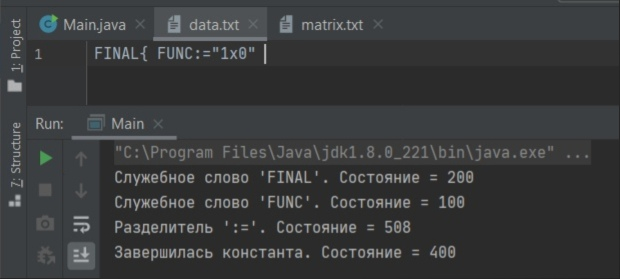 Main.java
data.txt
matrix.txt
1: Project
1
FINAL{ FUNC:="1x0"
Run:
Main
7: Structure
"C:\Program Files\Java\jdk1.8.0_221\bin\java.exe" ...
Служебное слово 'FINAL'. Состояние = 200
Служебное слово 'FUNC'. Состояние = 100
Разделитель ':='. Состояние = 508
Завершилась константа. Состояние = 400